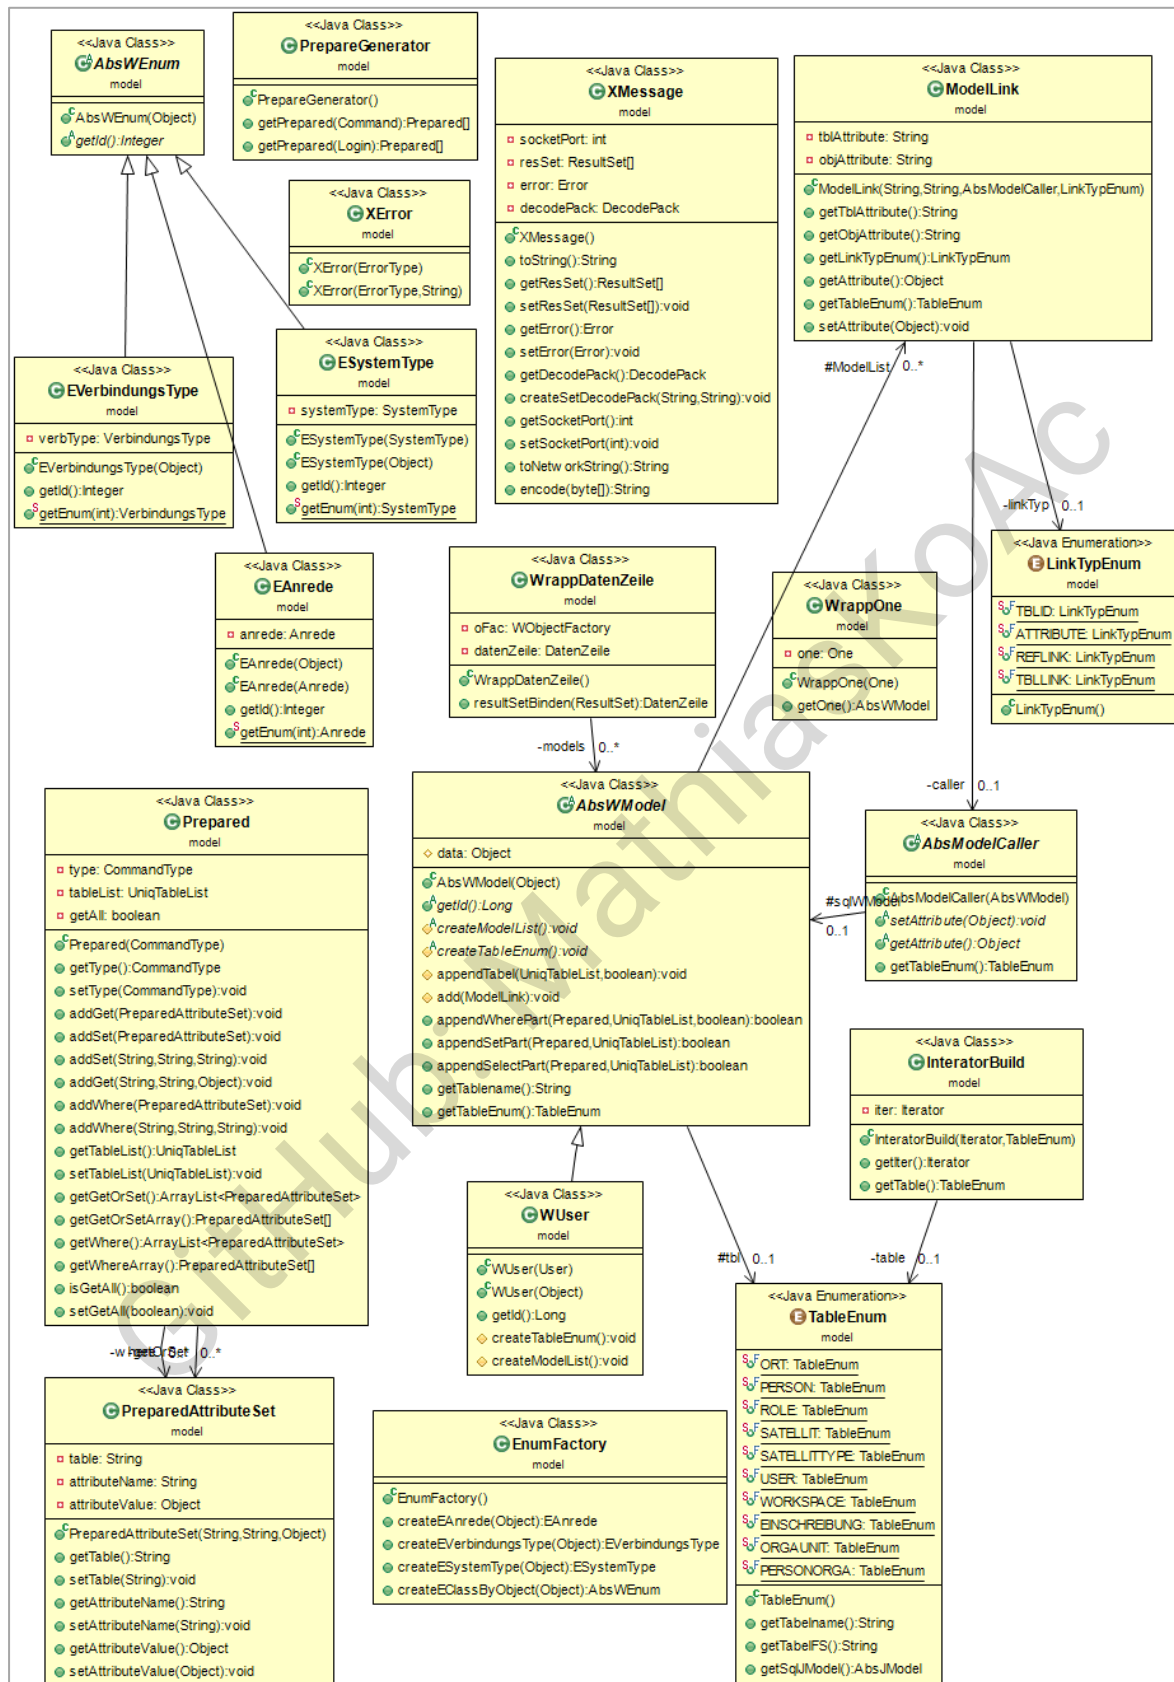 <<Java Class>>
AbsWEnum
model
AbsWEnum(Object)
getId():Integer
<<Java Class>>
PrepareGenerator
model
PrepareGenerator()
getPrepared(Command):Prepared[]
getPrepared(Login):Prepared[]
<<Java Class>>
XMessage
model
socketPort: int
resSet: ResultSet[]
error: Error
decodePack: DecodePack
XMessage()
toString():String
getResSet():ResultSet[]
setResSet(ResultSet[]):void
getError():Error
setError(Error):void
getDecodePack():DecodePack
createSetDecodePack(String,String):void
getSocketPort():int
setSocketPort(int):void
toNetworkString():String
encode(byte[]):String
<<Java Class>>
ModelLink
model
tblAttribute: String
objAttribute: String
ModelLink(String,String,AbsModelCaller,LinkTypEnum)
getTblAttribute():String
getObjAttribute():String
getLinkTypEnum():LinkTypEnum
getAttribute():Object
getTableEnum():TableEnum
setAttribute(Object):void
<<Java Class>>
XError
model
XError(ErrorType)
XError(ErrorType,String)
<<Java Class>>
EVerbindungsType
model
verbType: VerbindungsType
EVerbindungsType(Object)
getId():Integer
getEnum(int):VerbindungsType
<<Java Class>>
ESystemType
model
systemType: SystemType
ESystemType(SystemType)
ESystemType(Object)
getId():Integer
getEnum(int):SystemType
#ModelList 0..*
-linkTyp 0..1
<<Java Class>>
EAnrede
model
anrede: Anrede
EAnrede(Object)
EAnrede(Anrede)
getId():Integer
getEnum(int):Anrede
<<Java Class>>
WrappDatenZeile
model
oFac: WObjectFactory
datenZeile: DatenZeile
WrappDatenZeile()
resultSetBinden(ResultSet):DatenZeile
<<Java Class>>
WrappOne
model
one: One
WrappOne(One)
getOne():AbsWModel
<<Java Enumeration>>
LinkTypEnum
model
TBLID: LinkTypEnum
ATTRIBUTE: LinkTypEnum
REFLINK: LinkTypEnum
TBLLINK: LinkTypEnum
LinkTypEnum()
-models 0..*
-caller 0..1
<<Java Class>>
Prepared
model
type: CommandType
tableList: UniqTableList
getAll: boolean
Prepared(CommandType)
getType():CommandType
setType(CommandType):void
addGet(PreparedAttributeSet):void
addSet(PreparedAttributeSet):void
addSet(String,String,String):void
addGet(String,String,Object):void
addWhere(PreparedAttributeSet):void
addWhere(String,String,String):void
getTableList():UniqTableList
setTableList(UniqTableList):void
getGetOrSet():ArrayList<PreparedAttributeSet>
getGetOrSetArray():PreparedAttributeSet[]
getWhere():ArrayList<PreparedAttributeSet>
getWhereArray():PreparedAttributeSet[]
isGetAll():boolean
setGetAll(boolean):void
<<Java Class>>
AbsWModel
model
data: Object
AbsWModel(Object)
getId():Long
createModelList():void
createTableEnum():void
appendTabel(UniqTableList,boolean):void
add(ModelLink):void
appendWherePart(Prepared,UniqTableList,boolean):boolean
appendSetPart(Prepared,UniqTableList):boolean
appendSelectPart(Prepared,UniqTableList):boolean
getTablename():String
getTableEnum():TableEnum
<<Java Class>>
AbsModelCaller
model
AbsModelCaller(AbsWModel)
setAttribute(Object):void
getAttribute():Object
getTableEnum():TableEnum
#sqlWModel
0..1
<<Java Class>>
InteratorBuild
model
iter: Iterator
InteratorBuild(Iterator,TableEnum)
getIter():Iterator
getTable():TableEnum
<<Java Class>>
WUser
model
WUser(User)
WUser(Object)
getId():Long
createTableEnum():void
createModelList():void
#tbl 0..1
-table 0..1
0..*
<<Java Class>>
PreparedAttributeSet
model
table: String
attributeName: String
attributeValue: Object
PreparedAttributeSet(String,String,Object)
getTable():String
setTable(String):void
getAttributeName():String
setAttributeName(String):void
getAttributeValue():Object
setAttributeValue(Object):void
<<Java Class>>
EnumFactory
model
EnumFactory()
createEAnrede(Object):EAnrede
createEVerbindungsType(Object):EVerbindungsType
createESystemType(Object):ESystemType
createEClassByObject(Object):AbsWEnum
<<Java Enumeration>>
TableEnum
model
ORT: TableEnum
PERSON: TableEnum
ROLE: TableEnum
SATELLIT: TableEnum
SATELLITTYPE: TableEnum
USER: TableEnum
WORKSPACE: TableEnum
EINSCHREIBUNG: TableEnum
ORGAUNIT: TableEnum
PERSONORGA: TableEnum
TableEnum()
getTabelname():String
getTabelFS():String
getSqlJModel():AbsJModel
GitHub: MathiasKoAc